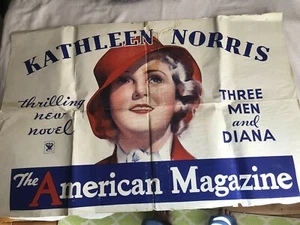 KATHLEEN NORRIS
thrilling
new
novel
THREE
MEN
and
DIANA
The American Magazine